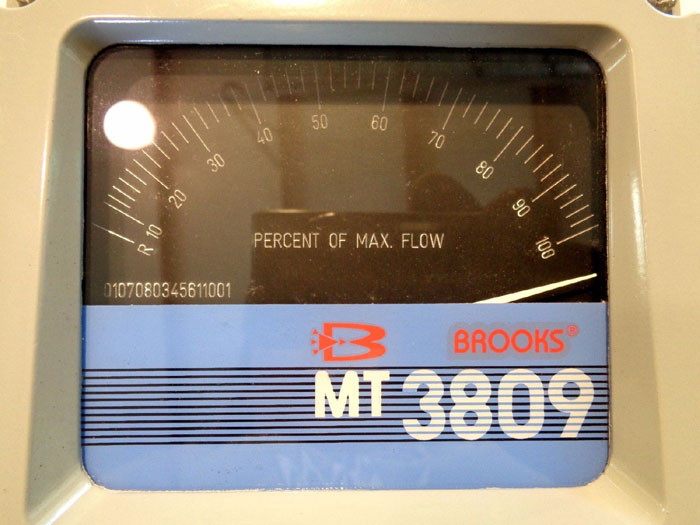 R 10 20 30 40 50 60 70 80 90 100
PERCENT OF MAX. FLOW
0107080345611001
BROOKS®
MT 3809